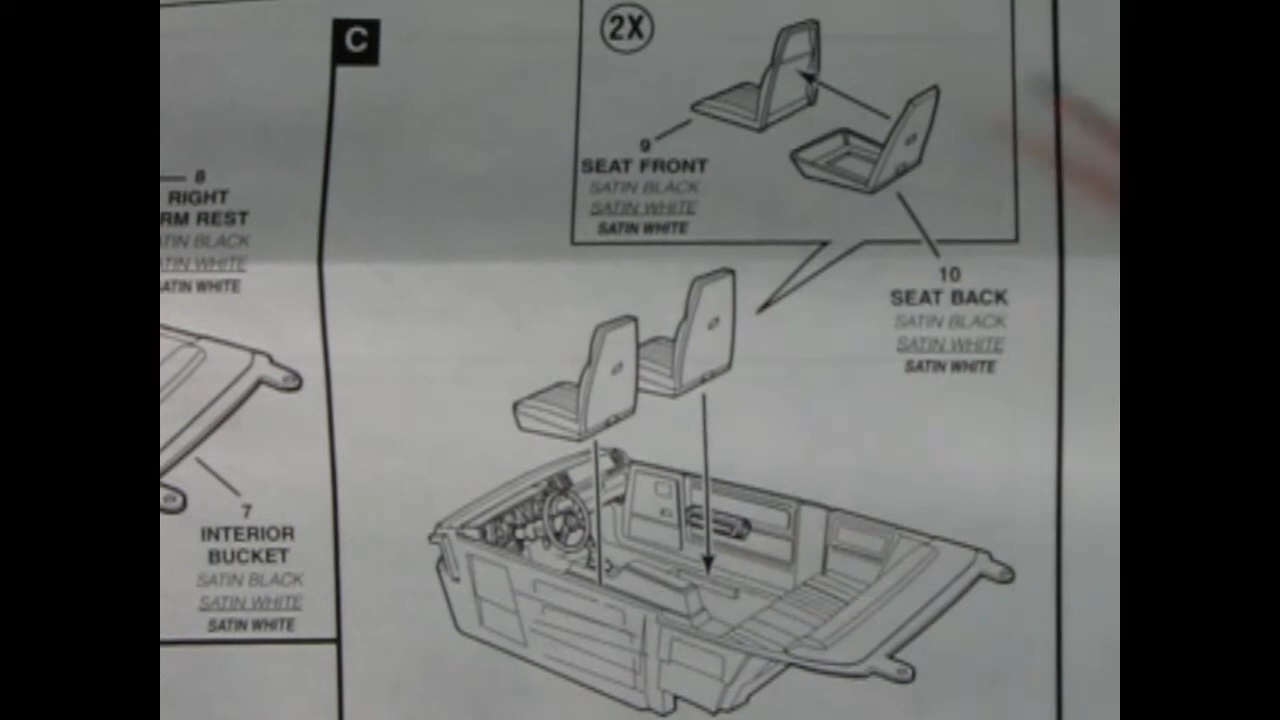 C
2X
9
SEAT FRONT
SATIN BLACK
SATIN WHITE
SATIN WHITE
10
SEAT BACK
SATIN BLACK
SATIN WHITE
SATIN WHITE
8
RIGHT
RM REST
TIN BLACK
TIN WHITE
ATIN WHITE
7
INTERIOR
BUCKET
SATIN BLACK
SATIN WHITE
SATIN WHITE